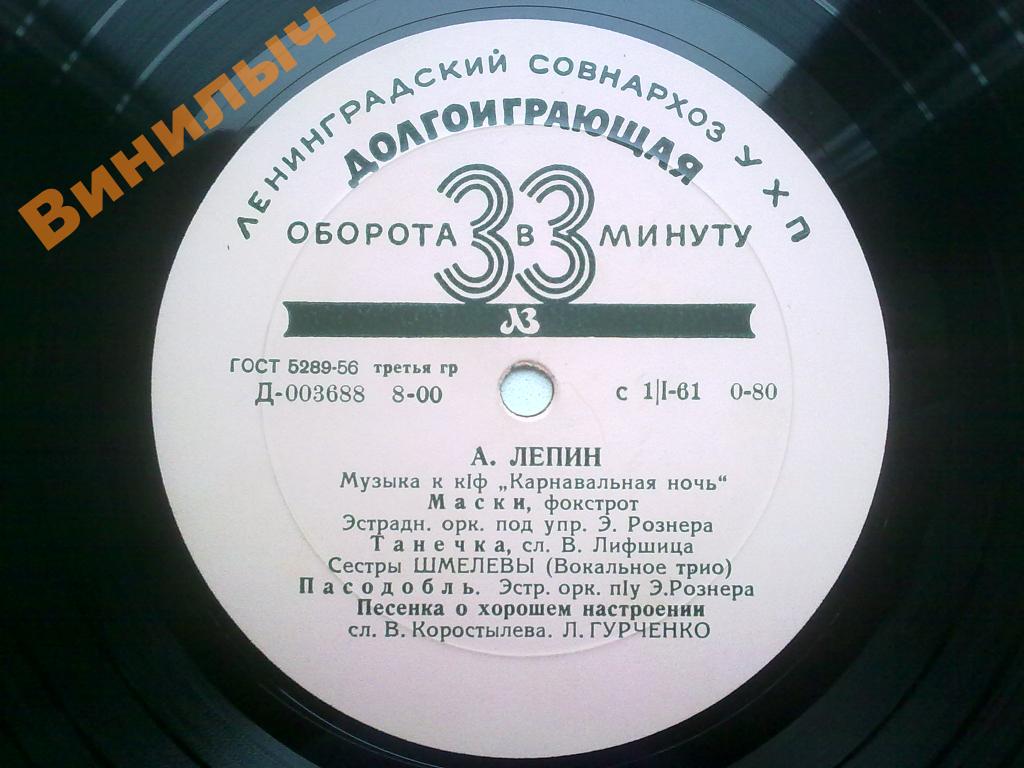 Винилыч
ЛЕНИНГРАДСКИЙ СОВНАРХОЗ УХП
ДОЛГОИГРАЮЩАЯ
ОБОРОТА 33 В МИНУТУ
ЛЗ
ГОСТ 5289-56 третья гр
Д-003688 8-00 с 1/I-61 0-80
А. ЛЕПИН
Музыка к к/ф „Карнавальная ночь“
Маски, фокстрот
Эстрадн. орк. под упр. Э. Рознера
Танечка, сл. В. Лифшица
Сестры ШМЕЛЕВЫ (Вокальное трио)
Пасодобль. Эстр. орк. п/у Э.Рознера
Песенка о хорошем настроении
сл. В. Коростылева. Л. ГУРЧЕНКО